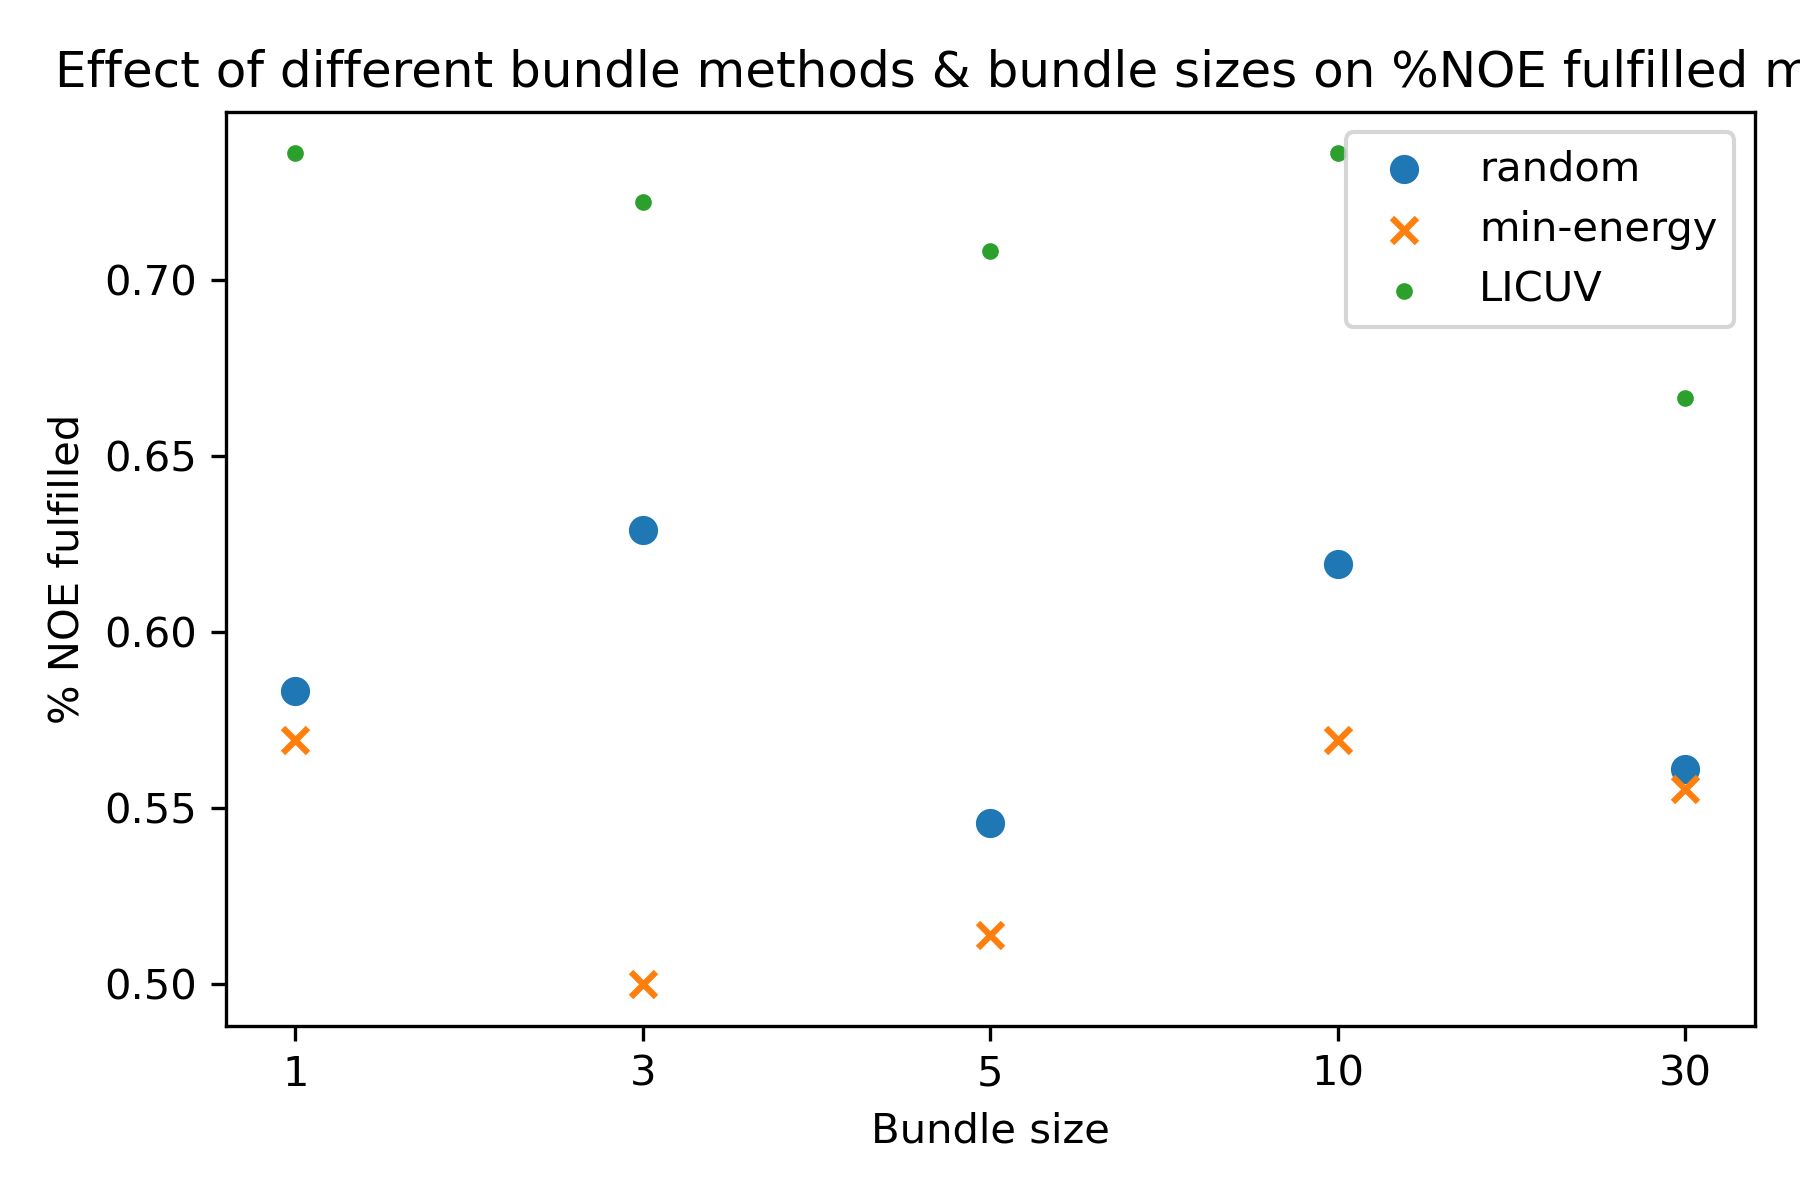 Effect of different bundle methods & bundle sizes on %NOE fulfilled
random
min-energy
LICUV
0.70
0.65
0.60
0.55
0.50
% NOE fulfilled
1 3 5 10 30
Bundle size